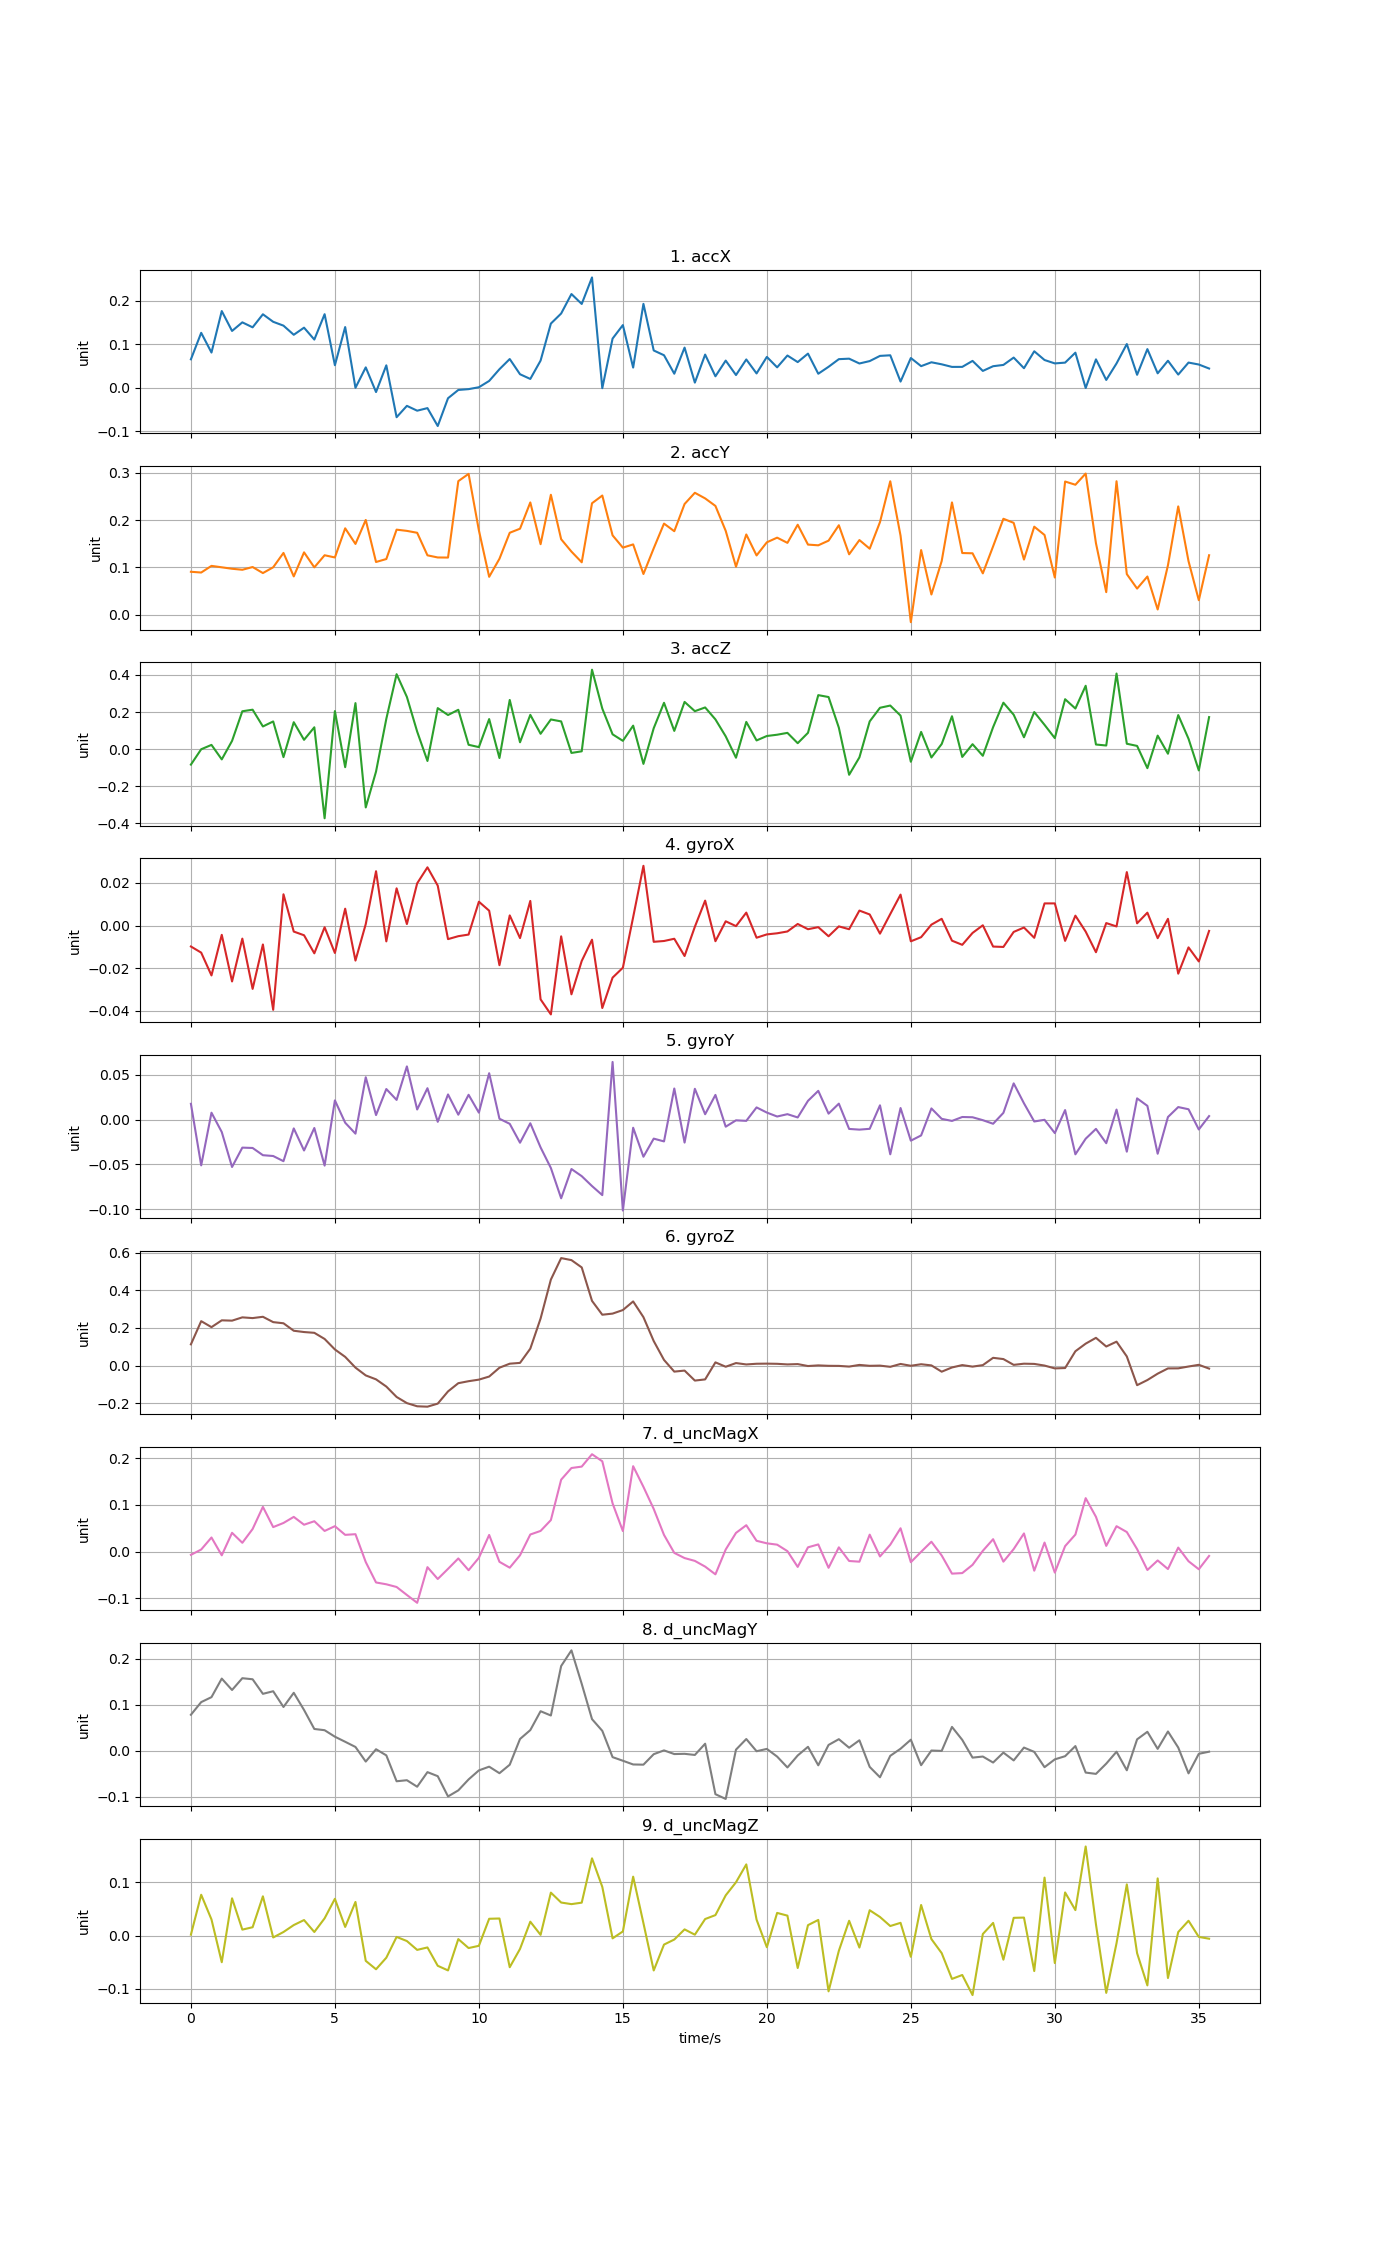 1. accX
0.2
0.1
0.0
−0.1
unit
2. accY
0.3
0.2
0.1
0.0
unit
3. accZ
0.4
0.2
0.0
−0.2
−0.4
unit
4. gyroX
0.02
0.00
−0.02
−0.04
unit
5. gyroY
0.05
0.00
−0.05
−0.10
unit
6. gyroZ
0.6
0.4
0.2
0.0
−0.2
unit
7. d_uncMagX
0.2
0.1
0.0
−0.1
unit
8. d_uncMagY
0.2
0.1
0.0
−0.1
unit
9. d_uncMagZ
0.1
0.0
−0.1
unit
0 5 10 15 20 25 30 35
time/s